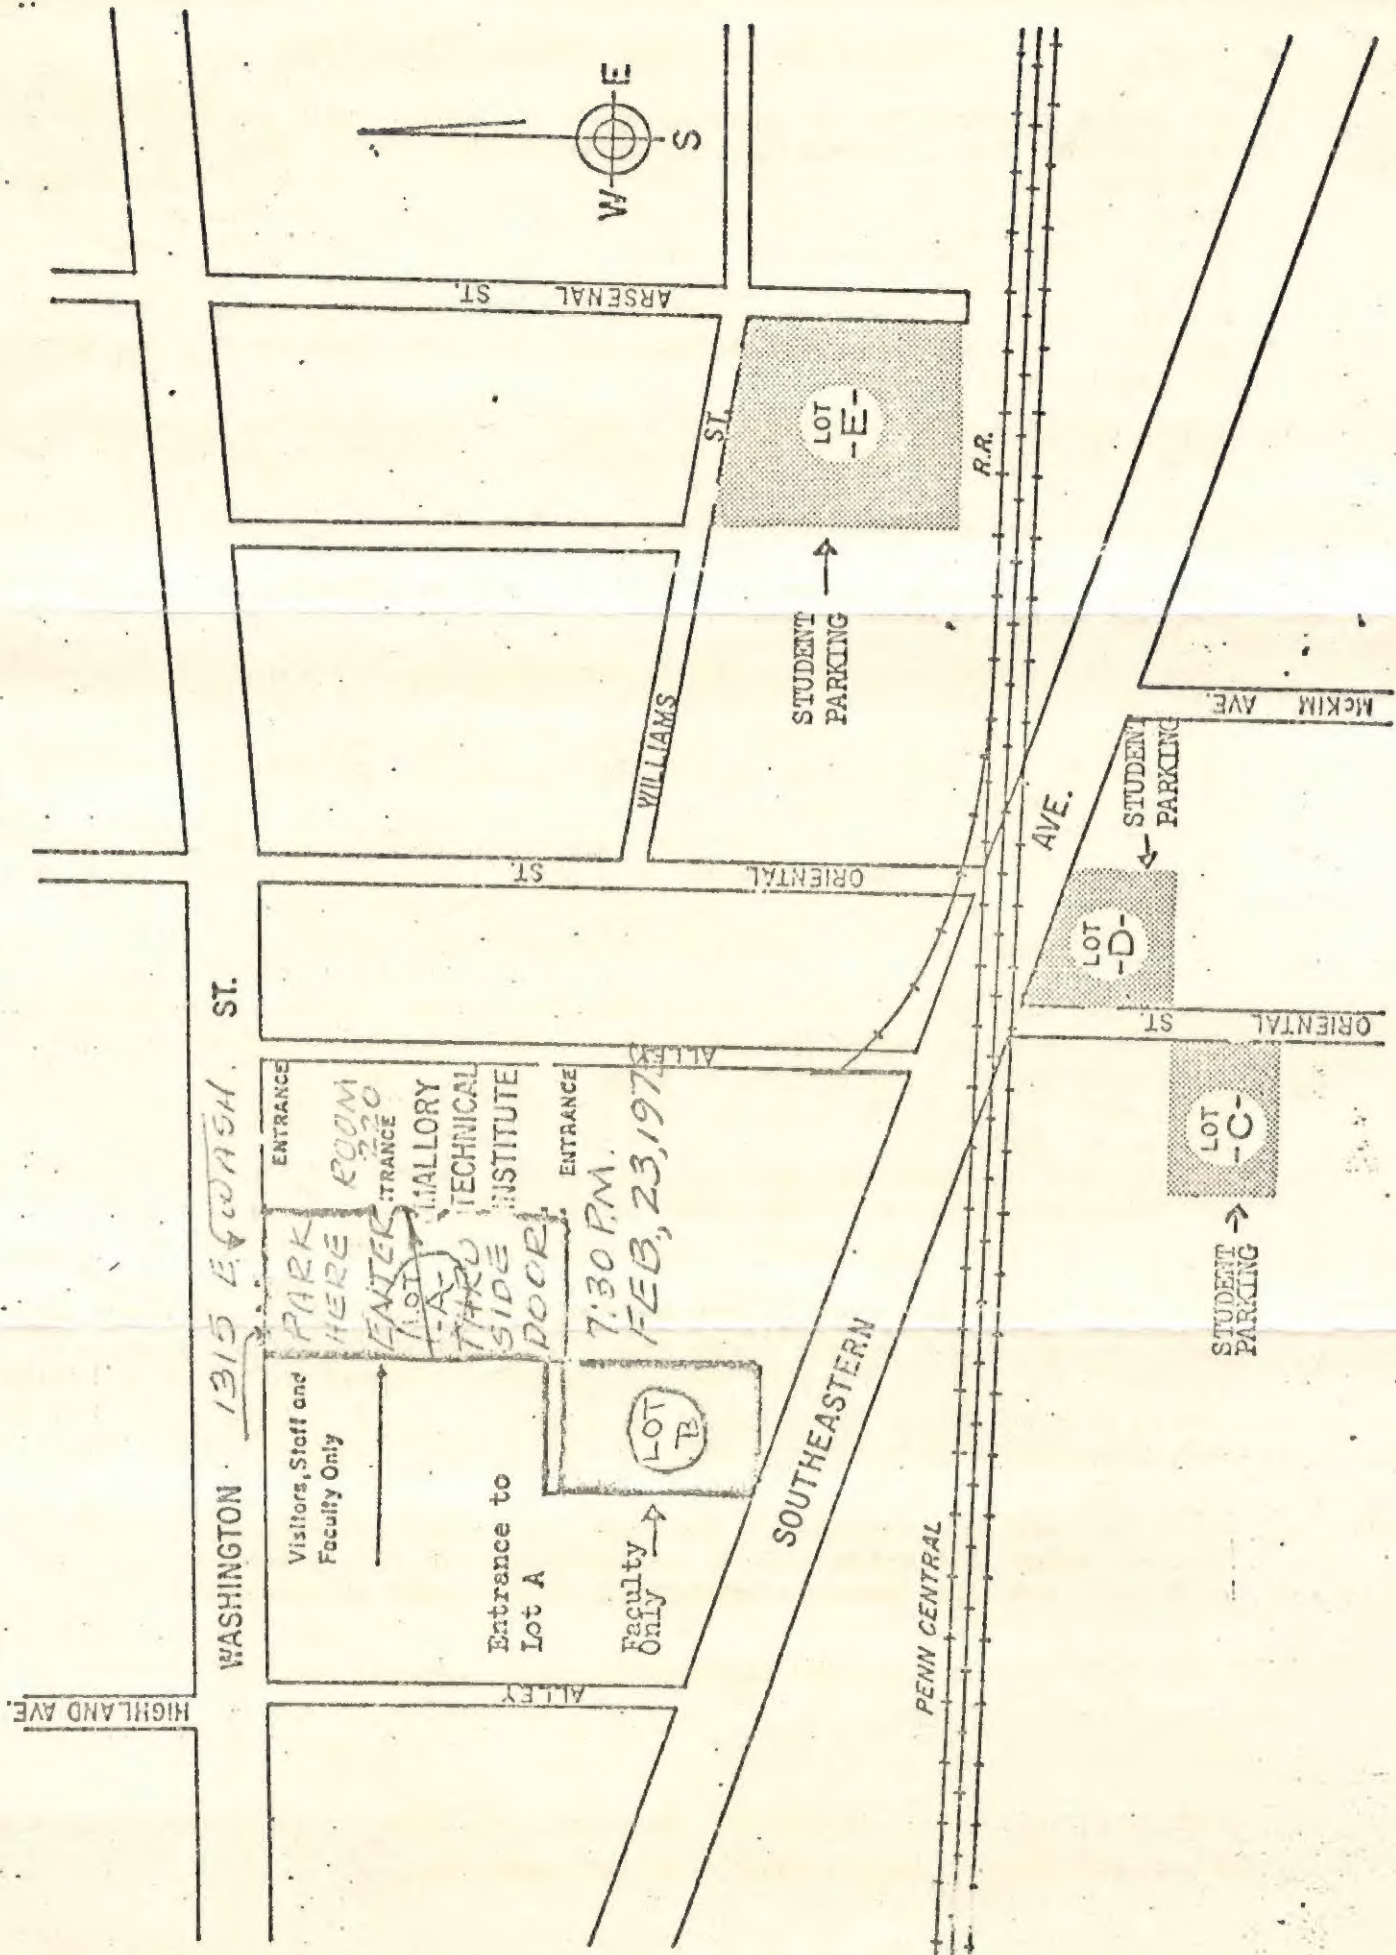 HIGHLAND AVE.
WASHINGTON
1315 E. WASH.
ST.
Visitors, Staff and
Faculty Only
PARK
HERE
ENTER
LOT
-A-
THRU
SIDE
DOOR
ROOM
220
ENTRANCE
TRANCE
MALLORY
TECHNICAL
INSTITUTE
ENTRANCE
7:30 P.M.
FEB, 23, 197
Entrance to
Lot A
Faculty
Only
LOT
B
ALLEY
ALLEY
SOUTHEASTERN
AVE.
PENN CENTRAL
R.R.
ORIENTAL ST.
WILLIAMS
ST.
ARSENAL ST.
STUDENT
PARKING
LOT
-E-
STUDENT
PARKING
LOT
-D-
STUDENT
PARKING
LOT
-C-
ORIENTAL ST.
McKIM AVE.
W
E
S